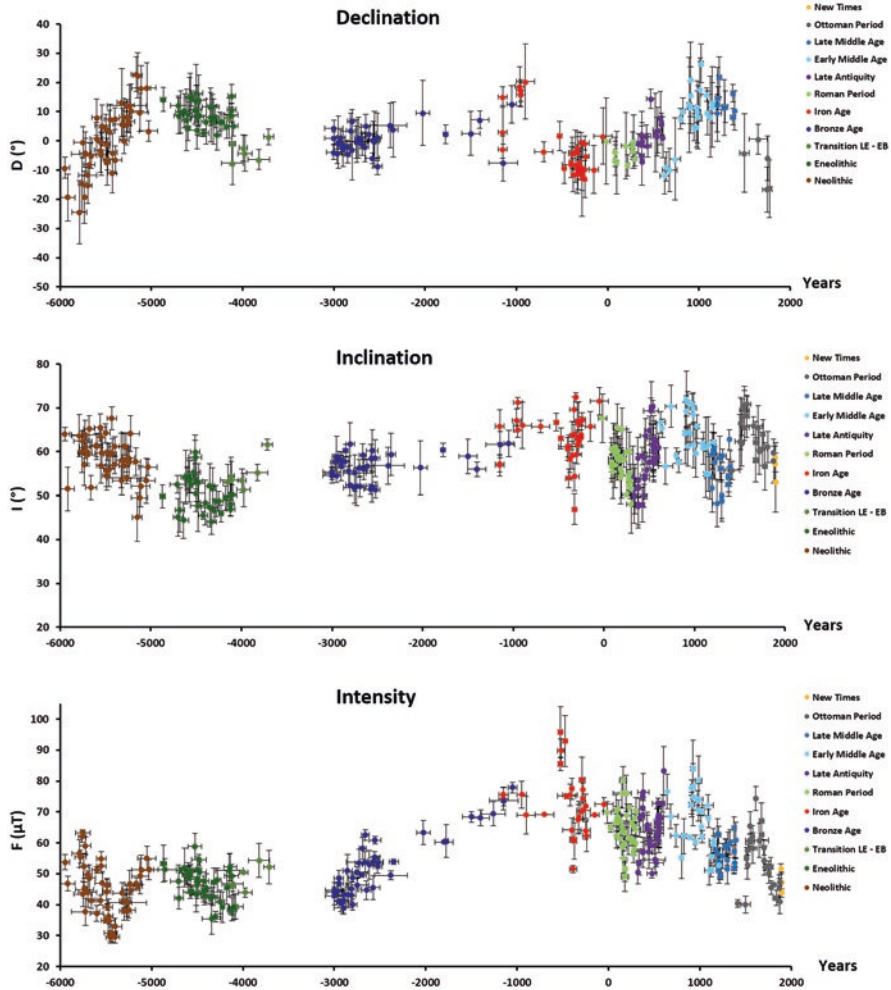 Declination
New Times
Ottoman Period
Late Middle Age
Early Middle Age
Late Antiquity
Roman Period
Iron Age
Bronze Age
Transition LE - EB
Eneolithic
Neolithic
D (°)
40
30
20
10
0
-10
-20
-30
-40
-50
-6000 -5000 -4000 -3000 -2000 -1000 0 1000 2000
Years
Inclination
New Times
Ottoman Period
Late Middle Age
Early Middle Age
Late Antiquity
Roman Period
Iron Age
Bronze Age
Transition LE - EB
Eneolithic
Neolithic
I (°)
80
70
60
50
40
30
20
-6000 -5000 -4000 -3000 -2000 -1000 0 1000 2000
Years
Intensity
New Times
Ottoman Period
Late Middle Age
Early Middle Age
Late Antiquity
Roman Period
Iron Age
Bronze Age
Transition LE - EB
Eneolithic
Neolithic
F (μT)
100
90
80
70
60
50
40
30
20
-6000 -5000 -4000 -3000 -2000 -1000 0 1000 2000
Years